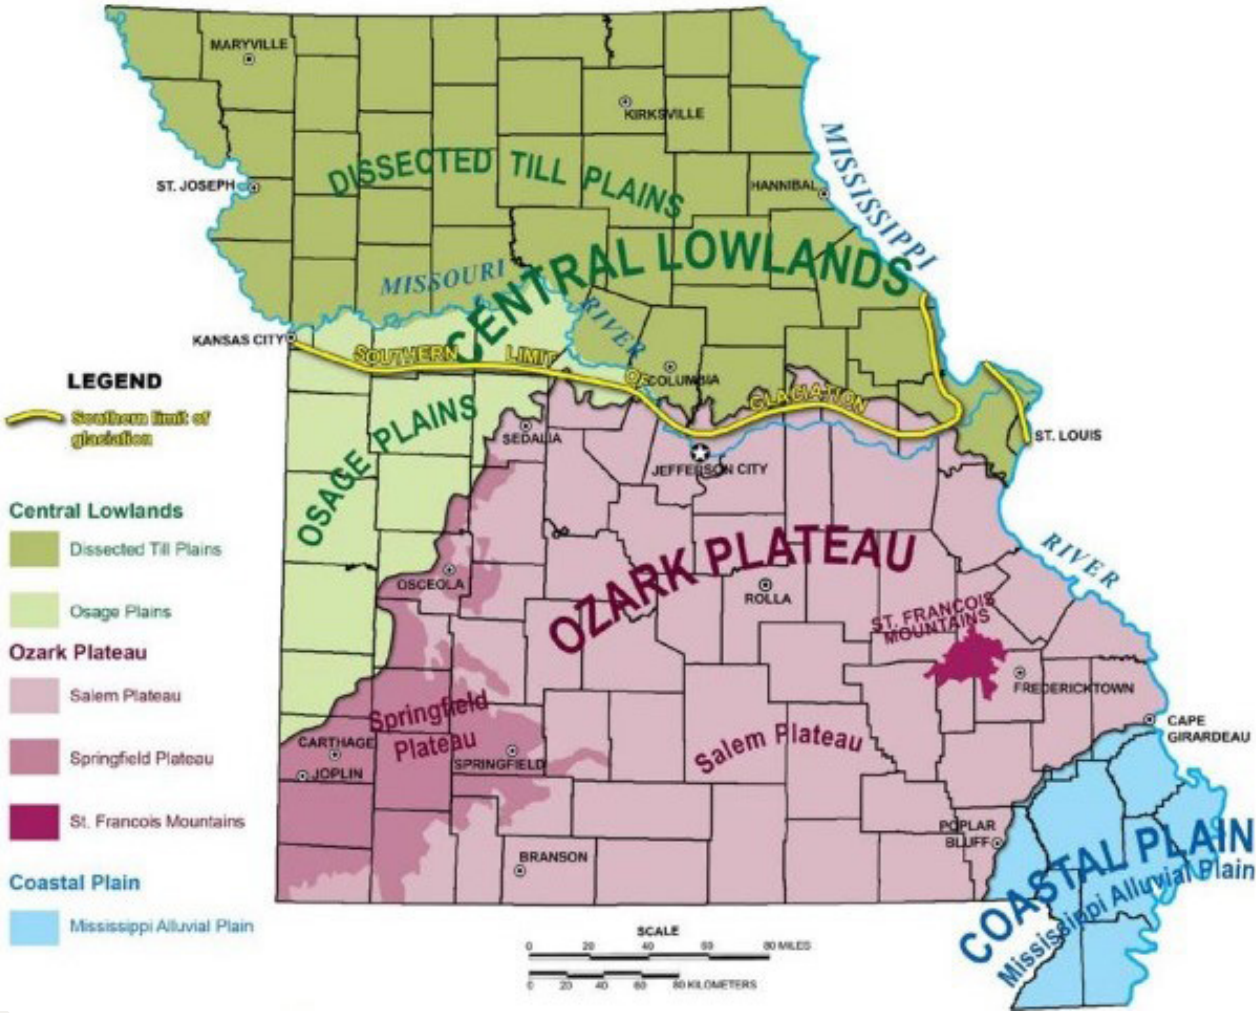 MARYVILLE
KIRKSVILLE
MISSISSIPPI
DISSECTED TILL PLAINS
ST. JOSEPH
HANNIBAL
CENTRAL LOWLANDS
MISSOURI
RIVER
KANSAS CITY
SOUTHERN LIMIT OF GLACIATION
COLUMBIA
LEGEND
Southern limit of
glaciation
OSAGE PLAINS
SEDALIA
ST. LOUIS
JEFFERSON CITY
Central Lowlands
Dissected Till Plains
Osage Plains
Ozark Plateau
Salem Plateau
Springfield Plateau
St. Francois Mountains
Coastal Plain
Mississippi Alluvial Plain
OZARK PLATEAU
RIVER
OSCEOLA
ROLLA
ST. FRANCOIS
MOUNTAINS
FREDERICKTOWN
Springfield
Plateau
Salem Plateau
CAPE
GIRARDEAU
CARTHAGE
JOPLIN
SPRINGFIELD
POPLAR
BLUFF
BRANSON
COASTAL PLAIN
Mississippi Alluvial Plain
SCALE
0 20 40 60 80 MILES
0 20 40 60 80 KILOMETERS